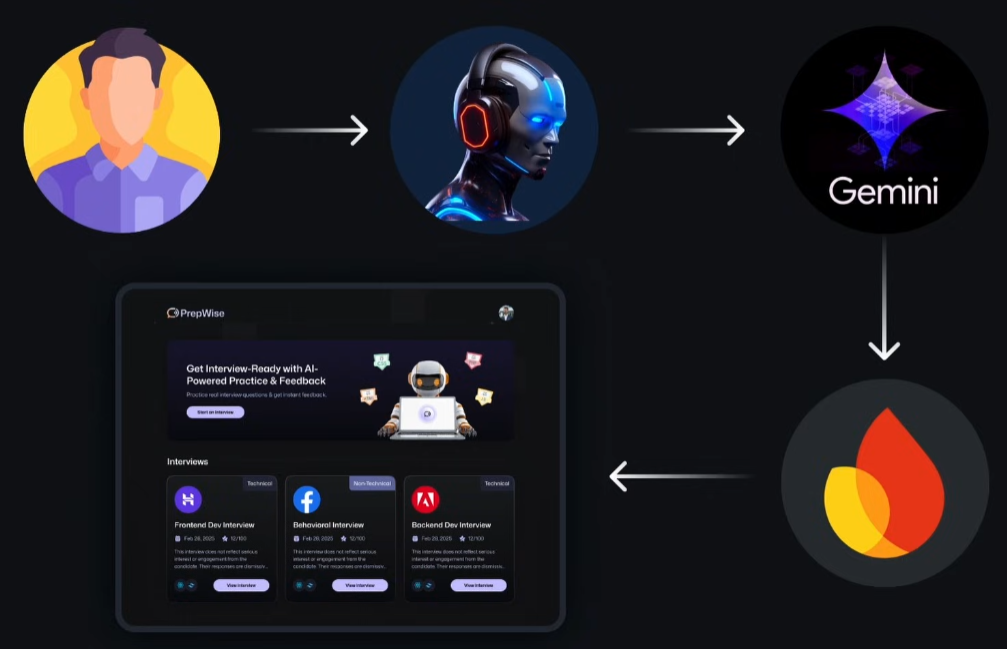 Gemini
PrepWise
Get Interview-Ready with AI-
Powered Practice & Feedback
Practice real interview questions & get instant feedback.
Start an Interview
Interviews
Technical
Frontend Dev Interview
Feb 28, 2025 12/100
This interview does not reflect serious
interest or engagement from the
candidate. Their responses are dismissiv...
View interview
Non-Technical
Behavioral Interview
Feb 28, 2025 12/100
This interview does not reflect serious
interest or engagement from the
candidate. Their responses are dismissiv...
View interview
Technical
Backend Dev Interview
Feb 28, 2025 12/100
This interview does not reflect serious
interest or engagement from the
candidate. Their responses are dismissiv...
View interview